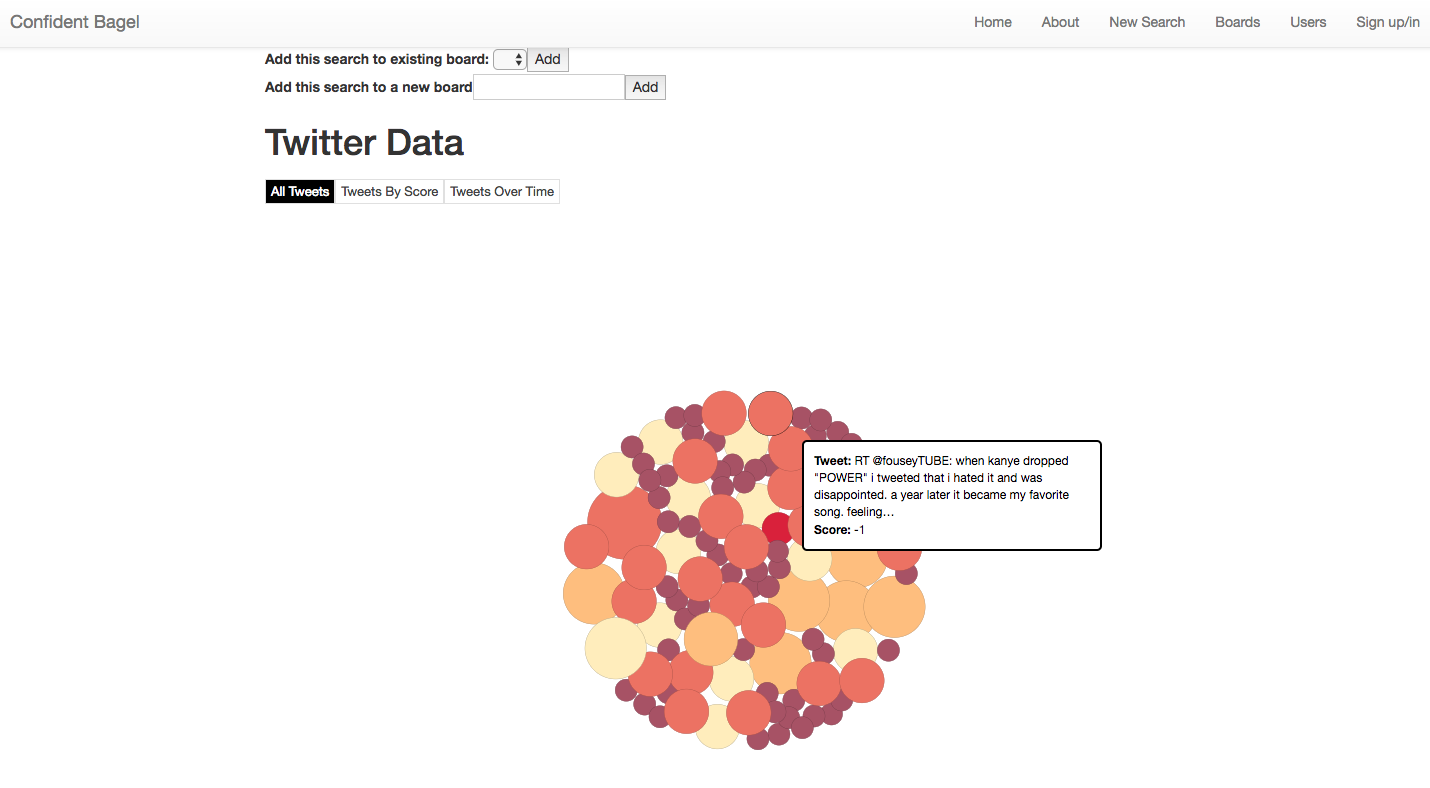 Confident Bagel
Home About New Search Boards Users Sign up/in
Add this search to existing board: Add
Add this search to a new board Add
Twitter Data
All Tweets Tweets By Score Tweets Over Time
Tweet: RT @fouseyTUBE: when kanye dropped
"POWER" i tweeted that i hated it and was
disappointed. a year later it became my favorite
song. feeling…
Score: -1